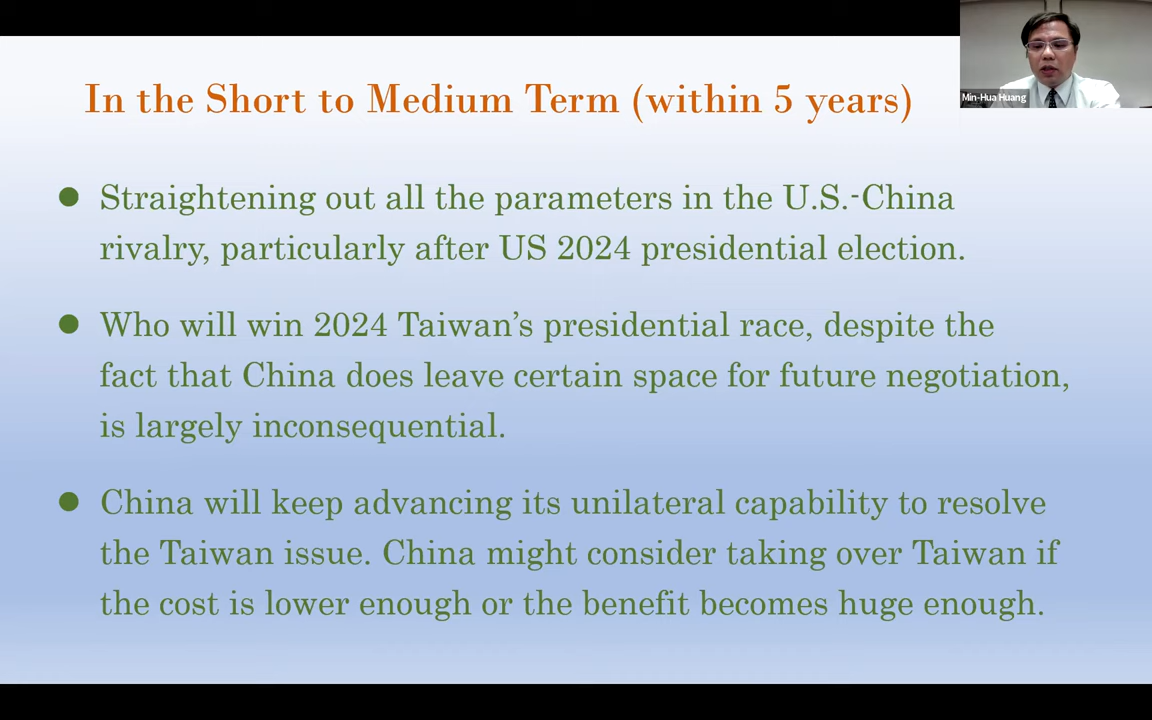 In the Short to Medium Term (within 5 years)
Min-Hua Huang
● Straightening out all the parameters in the U.S.-China
rivalry, particularly after US 2024 presidential election.
● Who will win 2024 Taiwan’s presidential race, despite the
fact that China does leave certain space for future negotiation,
is largely inconsequential.
● China will keep advancing its unilateral capability to resolve
the Taiwan issue. China might consider taking over Taiwan if
the cost is lower enough or the benefit becomes huge enough.